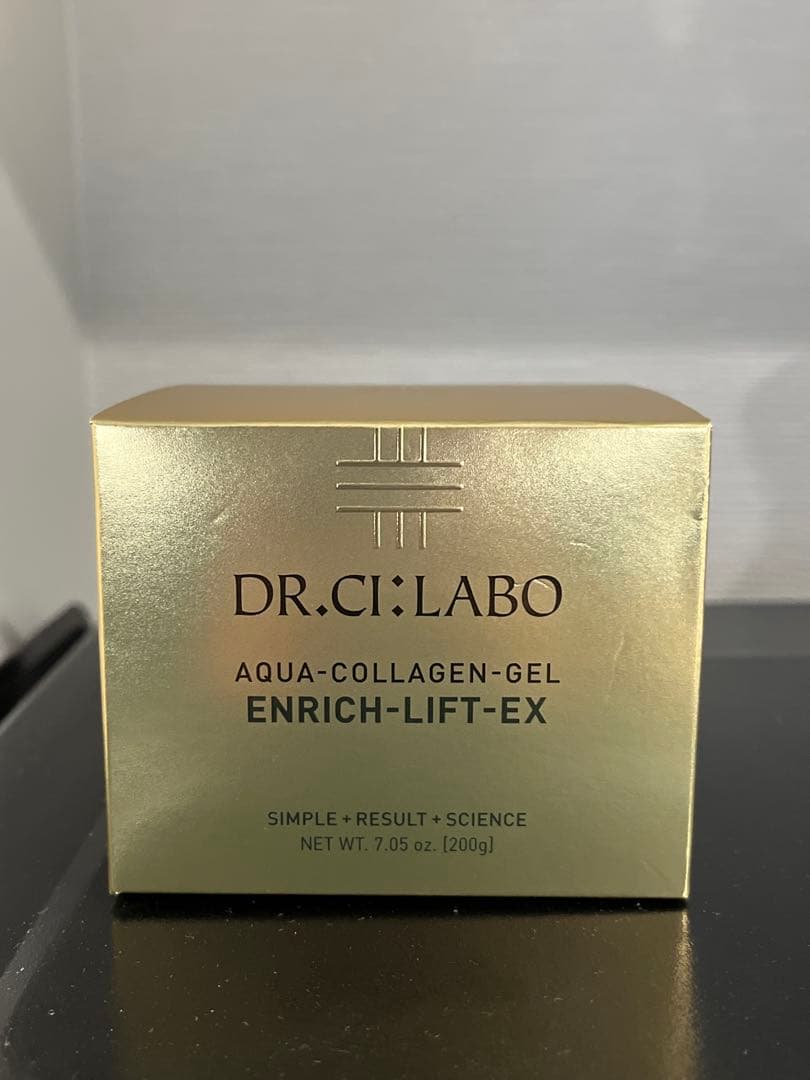 DR.CI:LABO
AQUA-COLLAGEN-GEL
ENRICH-LIFT-EX
SIMPLE + RESULT + SCIENCE
NET WT. 7.05 oz. [200g]